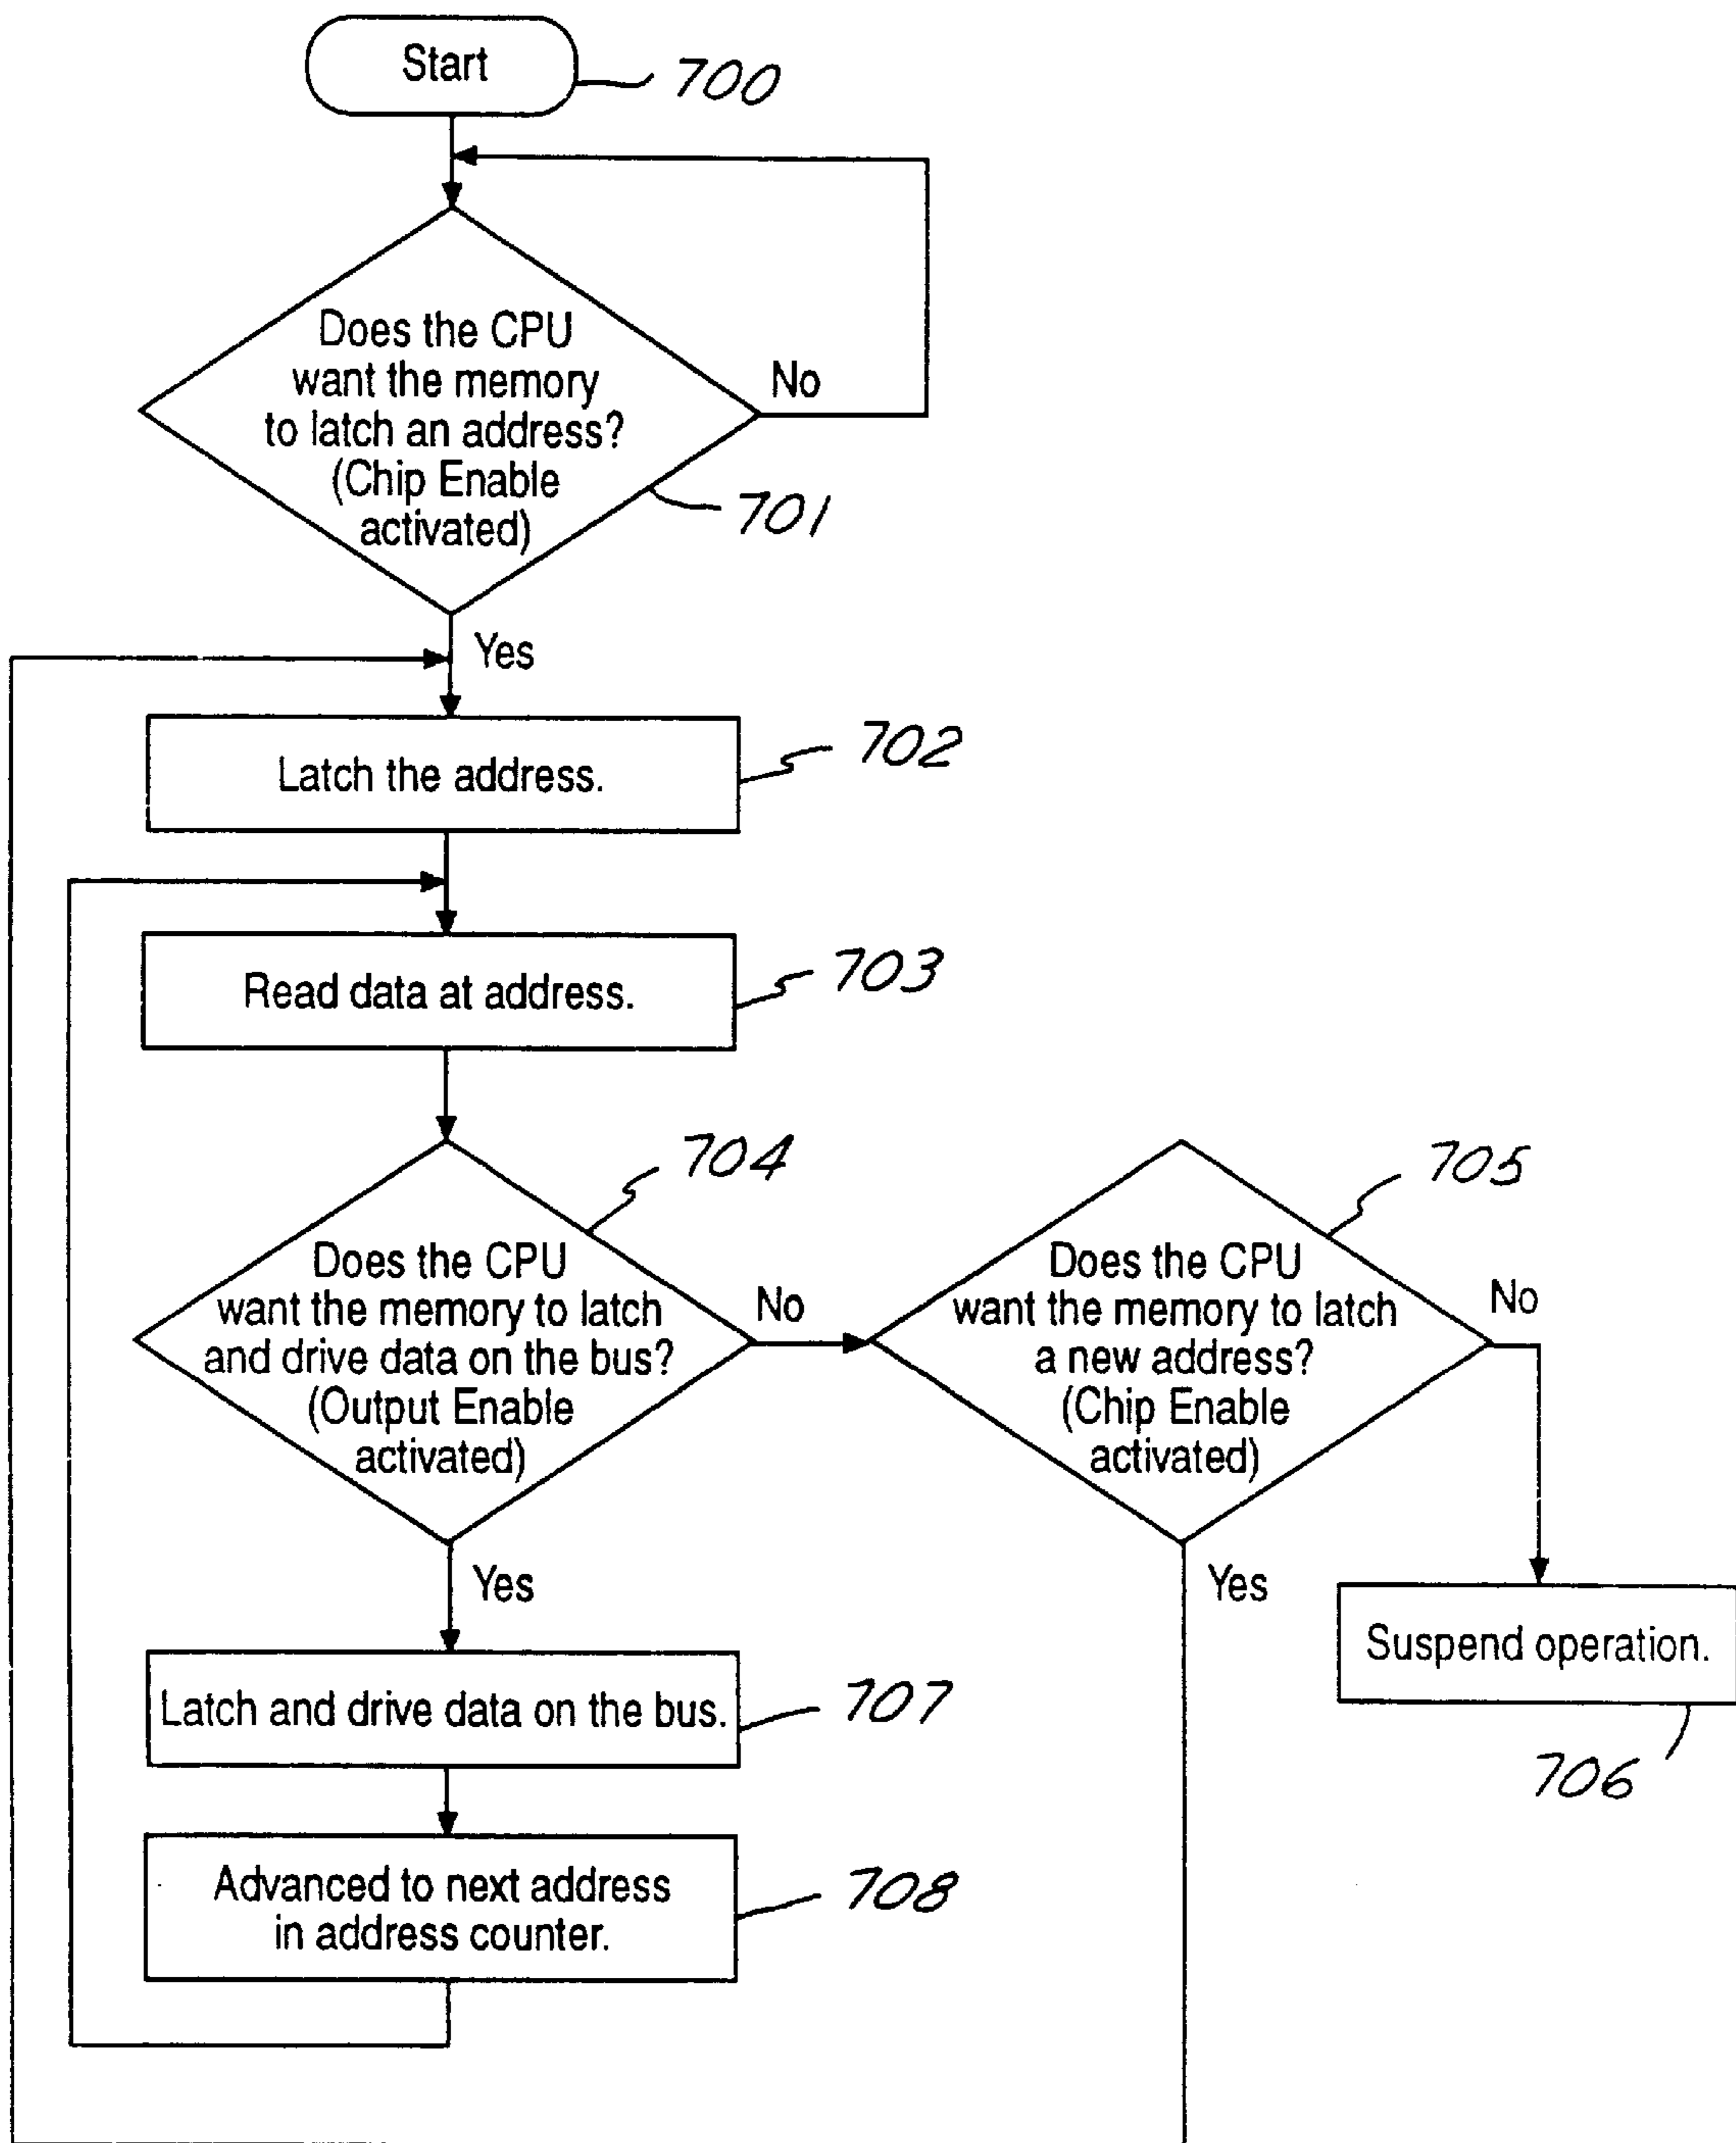 Start
700
Does the CPU
want the memory
to latch an address?
(Chip Enable
activated)
No
701
Yes
Latch the address.
702
Read data at address.
703
704
Does the CPU
want the memory to latch
and drive data on the bus?
(Output Enable
activated)
No
705
Does the CPU
want the memory to latch
a new address?
(Chip Enable
activated)
No
Yes
Yes
Suspend operation.
706
Latch and drive data on the bus.
707
Advanced to next address
in address counter.
708